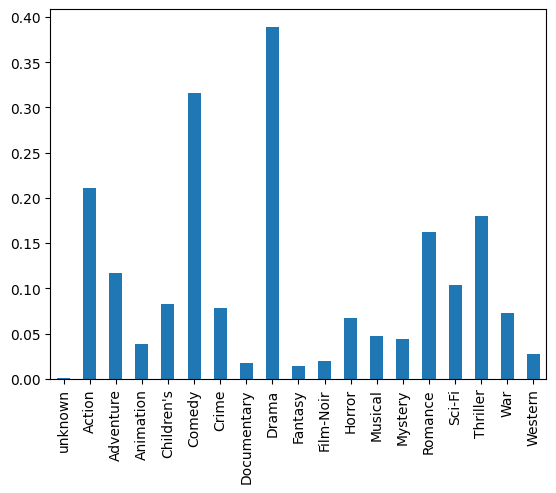 0.40
0.35
0.30
0.25
0.20
0.15
0.10
0.05
0.00
unknown
Action
Adventure
Animation
Children's
Comedy
Crime
Documentary
Drama
Fantasy
Film-Noir
Horror
Musical
Mystery
Romance
Sci-Fi
Thriller
War
Western